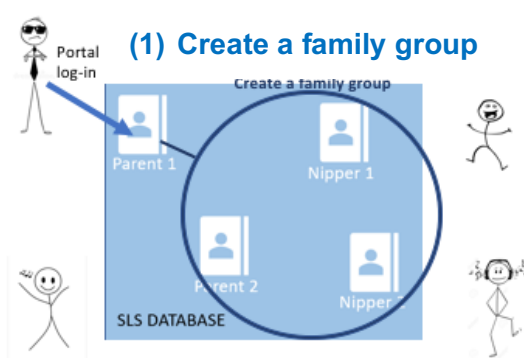 (1) Create a family group
Portal
log-in
Create a family group
Parent 1
Nipper 1
Parent 2
Nipper
SLS DATABASE